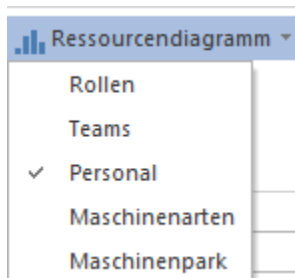 Ressourcendiagramm
Rollen
Teams
Personal
Maschinenarten
Maschinenpark